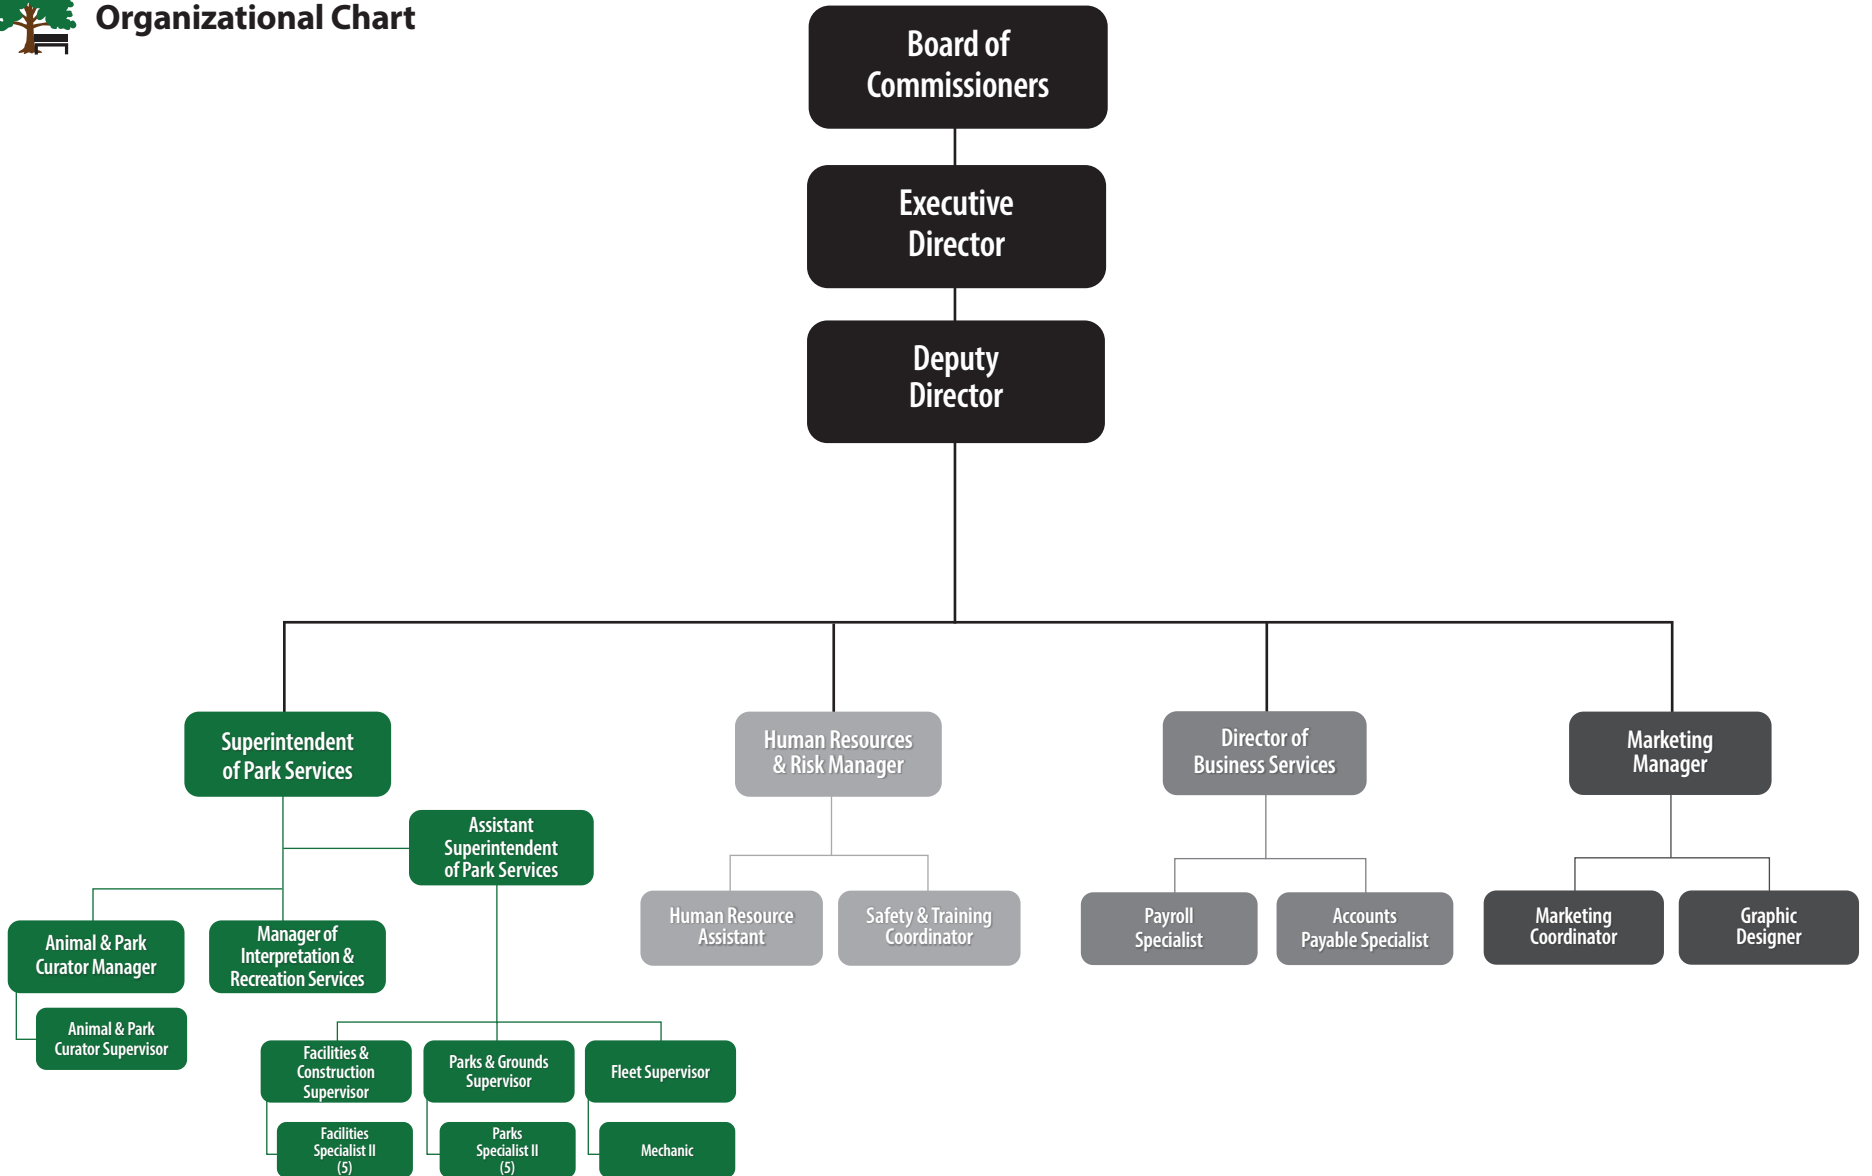 Organizational Chart
Board of
Commissioners
Executive
Director
Deputy
Director
Superintendent
of Park Services
Human Resources
& Risk Manager
Director of
Business Services
Marketing
Manager
Assistant
Superintendent
of Park Services
Human Resource
Assistant
Safety & Training
Coordinator
Payroll
Specialist
Accounts
Payable Specialist
Marketing
Coordinator
Graphic
Designer
Animal & Park
Curator Manager
Manager of
Interpretation &
Recreation Services
Animal & Park
Curator Supervisor
Facilities &
Construction
Supervisor
Parks & Grounds
Supervisor
Fleet Supervisor
Facilities
Specialist II
(5)
Parks
Specialist II
(5)
Mechanic